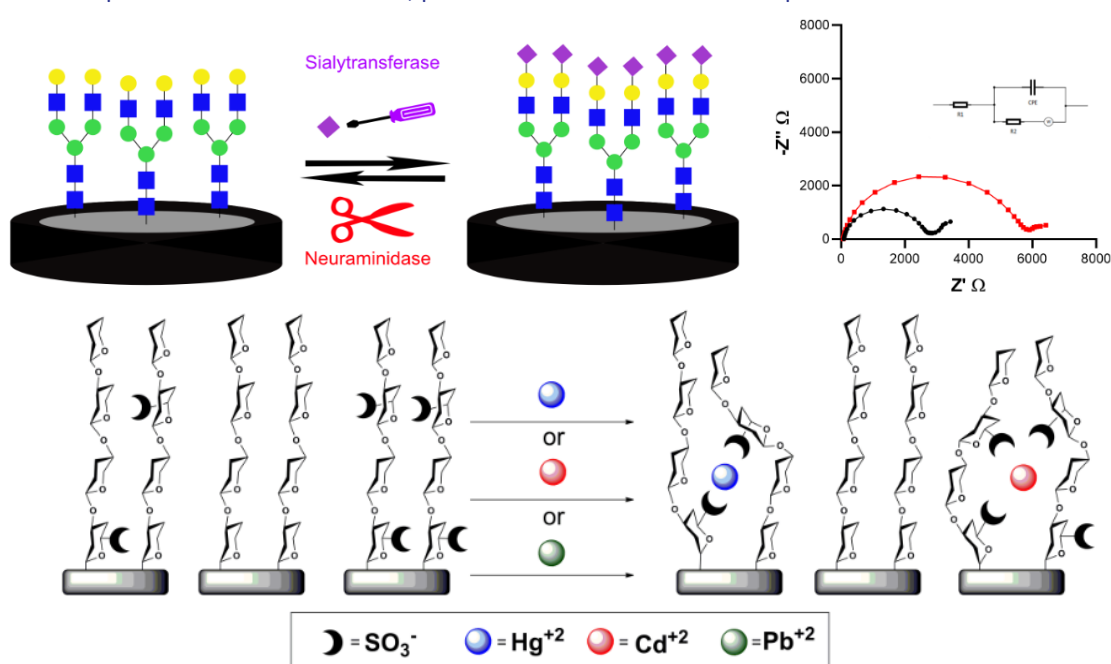 Sialytransferase
Neuraminidase
8000
6000
4000
2000
0
-Z'' Ω
0
2000
4000
6000
8000
Z' Ω
R1
CPE
R2
W
or
or
= SO₃⁻
= Hg⁺²
= Cd⁺²
= Pb⁺²
O
O
O
O
O
O
O